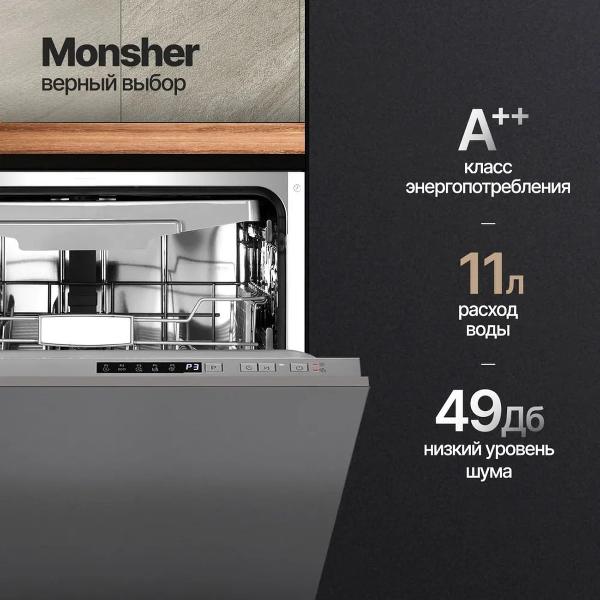 Monsher
верный выбор
A++
класс
энергопотребления
11л
расход
воды
P3
P
49Дб
низкий уровень
шума